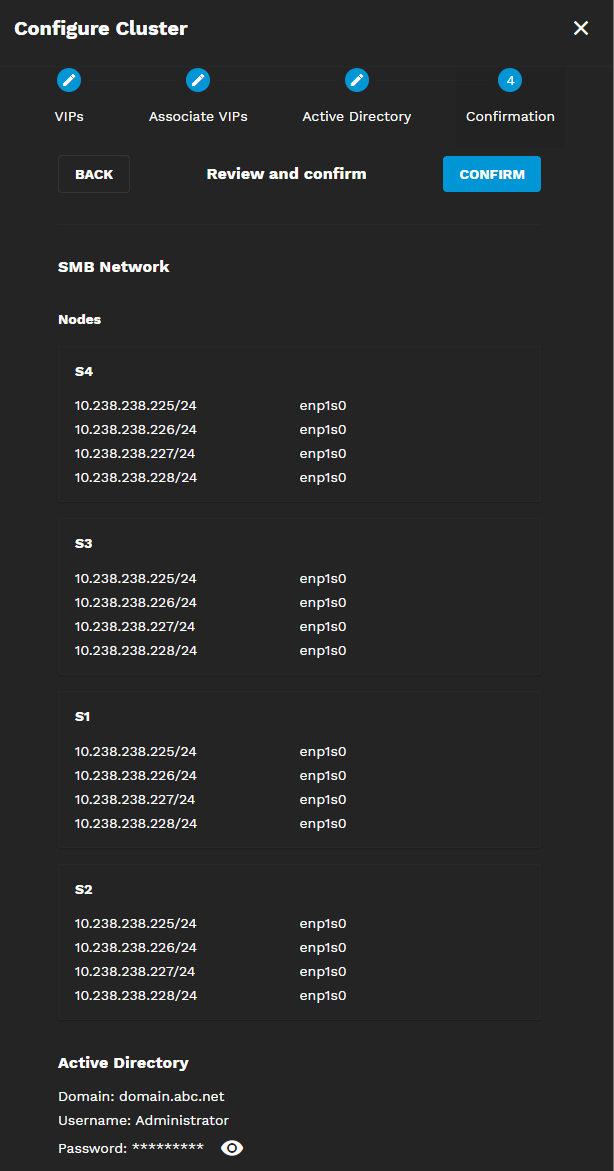 Configure Cluster
4
VIPs Associate VIPs Active Directory Confirmation
BACK Review and confirm CONFIRM
SMB Network
Nodes
S4
10.238.238.225/24 enp1s0
10.238.238.226/24 enp1s0
10.238.238.227/24 enp1s0
10.238.238.228/24 enp1s0
S3
10.238.238.225/24 enp1s0
10.238.238.226/24 enp1s0
10.238.238.227/24 enp1s0
10.238.238.228/24 enp1s0
S1
10.238.238.225/24 enp1s0
10.238.238.226/24 enp1s0
10.238.238.227/24 enp1s0
10.238.238.228/24 enp1s0
S2
10.238.238.225/24 enp1s0
10.238.238.226/24 enp1s0
10.238.238.227/24 enp1s0
10.238.238.228/24 enp1s0
Active Directory
Domain: domain.abc.net
Username: Administrator
Password: *********